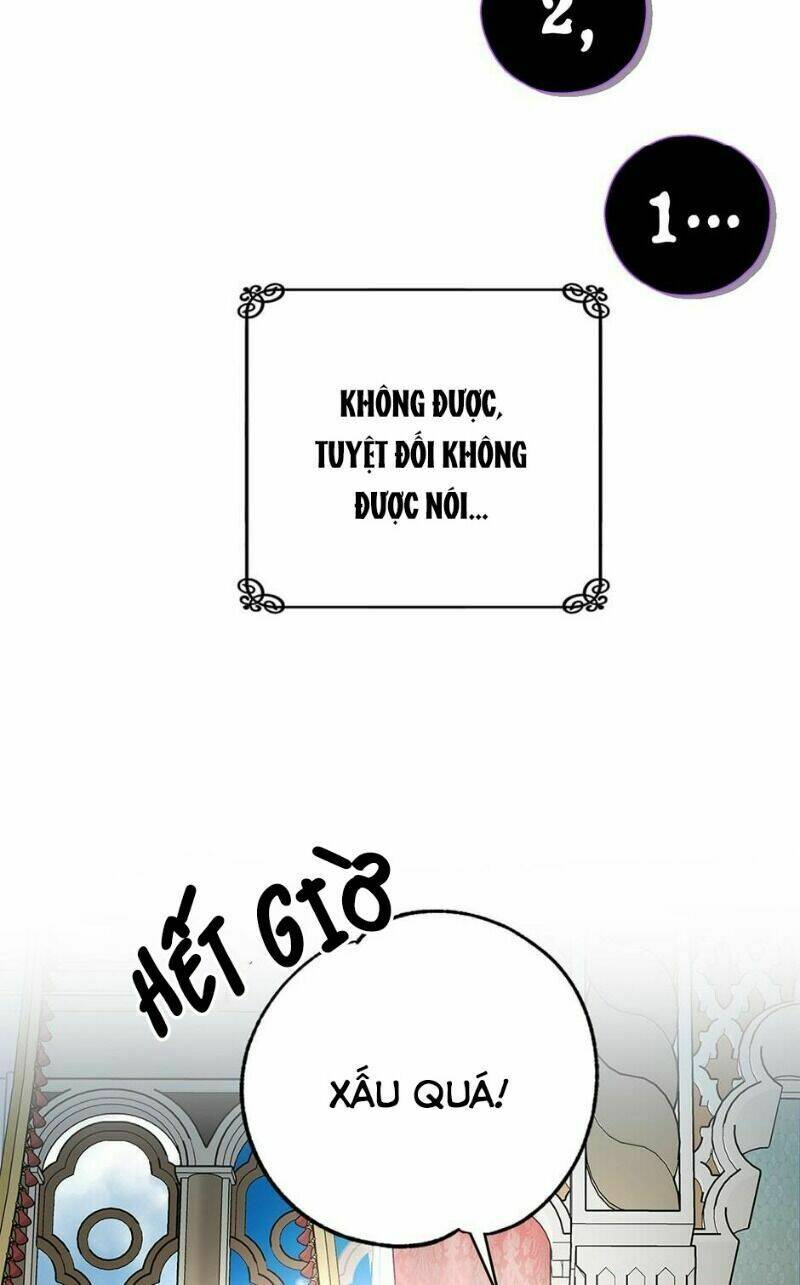 2,
1...
KHÔNG ĐƯỢC,
TUYỆT ĐỐI KHÔNG
ĐƯỢC NÓI...
HẾT GIỜ
XẤU QUÁ!